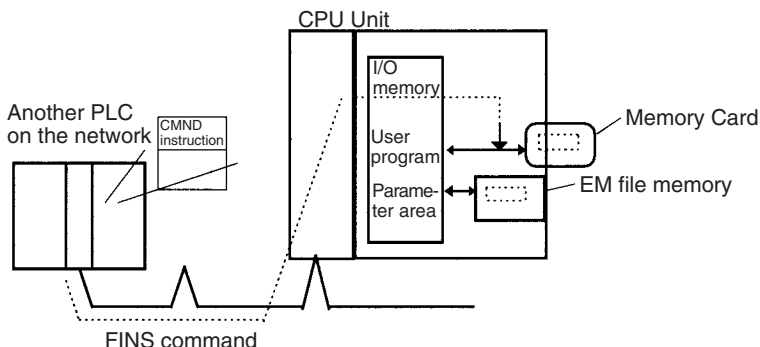 CPU Unit
I/O
memory
Another PLC
on the network
CMND
instruction
User
program
Parame-
ter area
Memory Card
EM file memory
FINS command